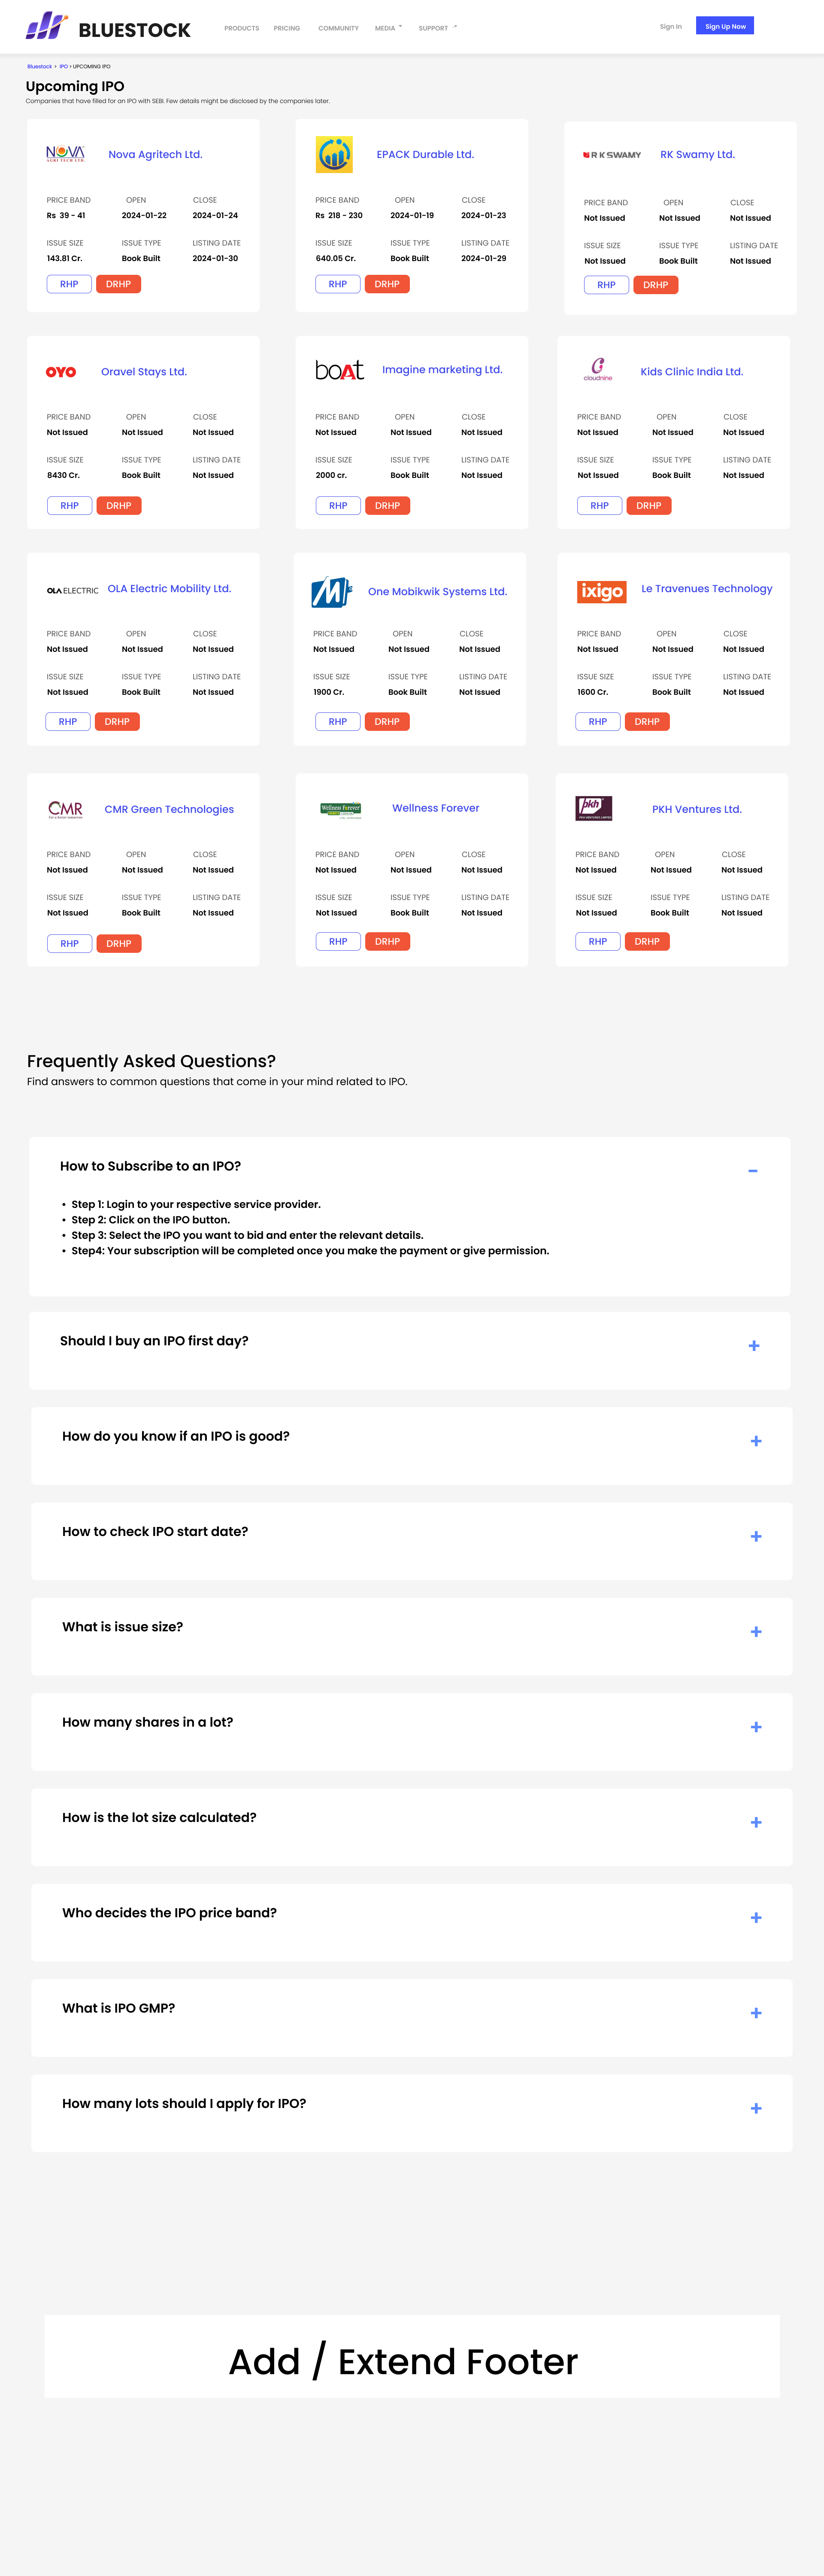 BLUESTOCK
PRODUCTS PRICING COMMUNITY MEDIA SUPPORT
Sign In Sign Up Now
Bluestock > IPO > UPCOMING IPO
Upcoming IPO
Companies that have filled for an IPO with SEBI. Few details might be disclosed by the companies later.
NOVA
AGRI TECH LTD.
Nova Agritech Ltd.
PRICE BAND OPEN CLOSE
Rs 39 - 41 2024-01-22 2024-01-24
ISSUE SIZE ISSUE TYPE LISTING DATE
143.81 Cr. Book Built 2024-01-30
RHP DRHP
EPACK Durable Ltd.
PRICE BAND OPEN CLOSE
Rs 218 - 230 2024-01-19 2024-01-23
ISSUE SIZE ISSUE TYPE LISTING DATE
640.05 Cr. Book Built 2024-01-29
RHP DRHP
R K SWAMY
RK Swamy Ltd.
PRICE BAND OPEN CLOSE
Not Issued Not Issued Not Issued
ISSUE SIZE ISSUE TYPE LISTING DATE
Not Issued Book Built Not Issued
RHP DRHP
OYO
Oravel Stays Ltd.
PRICE BAND OPEN CLOSE
Not Issued Not Issued Not Issued
ISSUE SIZE ISSUE TYPE LISTING DATE
8430 Cr. Book Built Not Issued
RHP DRHP
boAt
Imagine marketing Ltd.
PRICE BAND OPEN CLOSE
Not Issued Not Issued Not Issued
ISSUE SIZE ISSUE TYPE LISTING DATE
2000 cr. Book Built Not Issued
RHP DRHP
cloudnine
Kids Clinic India Ltd.
PRICE BAND OPEN CLOSE
Not Issued Not Issued Not Issued
ISSUE SIZE ISSUE TYPE LISTING DATE
Not Issued Book Built Not Issued
RHP DRHP
OLA ELECTRIC
OLA Electric Mobility Ltd.
PRICE BAND OPEN CLOSE
Not Issued Not Issued Not Issued
ISSUE SIZE ISSUE TYPE LISTING DATE
Not Issued Book Built Not Issued
RHP DRHP
One Mobikwik Systems Ltd.
PRICE BAND OPEN CLOSE
Not Issued Not Issued Not Issued
ISSUE SIZE ISSUE TYPE LISTING DATE
1900 Cr. Book Built Not Issued
RHP DRHP
ixigo
Le Travenues Technology
PRICE BAND OPEN CLOSE
Not Issued Not Issued Not Issued
ISSUE SIZE ISSUE TYPE LISTING DATE
1600 Cr. Book Built Not Issued
RHP DRHP
CMR
CMR Green Technologies
PRICE BAND OPEN CLOSE
Not Issued Not Issued Not Issued
ISSUE SIZE ISSUE TYPE LISTING DATE
Not Issued Book Built Not Issued
RHP DRHP
Wellness Forever
Wellness Forever
PRICE BAND OPEN CLOSE
Not Issued Not Issued Not Issued
ISSUE SIZE ISSUE TYPE LISTING DATE
Not Issued Book Built Not Issued
RHP DRHP
pkh
PKH VENTURES LIMITED
PKH Ventures Ltd.
PRICE BAND OPEN CLOSE
Not Issued Not Issued Not Issued
ISSUE SIZE ISSUE TYPE LISTING DATE
Not Issued Book Built Not Issued
RHP DRHP
Frequently Asked Questions?
Find answers to common questions that come in your mind related to IPO.
How to Subscribe to an IPO?
• Step 1: Login to your respective service provider.
• Step 2: Click on the IPO button.
• Step 3: Select the IPO you want to bid and enter the relevant details.
• Step4: Your subscription will be completed once you make the payment or give permission.
Should I buy an IPO first day?
How do you know if an IPO is good?
How to check IPO start date?
What is issue size?
How many shares in a lot?
How is the lot size calculated?
Who decides the IPO price band?
What is IPO GMP?
How many lots should I apply for IPO?
Add / Extend Footer